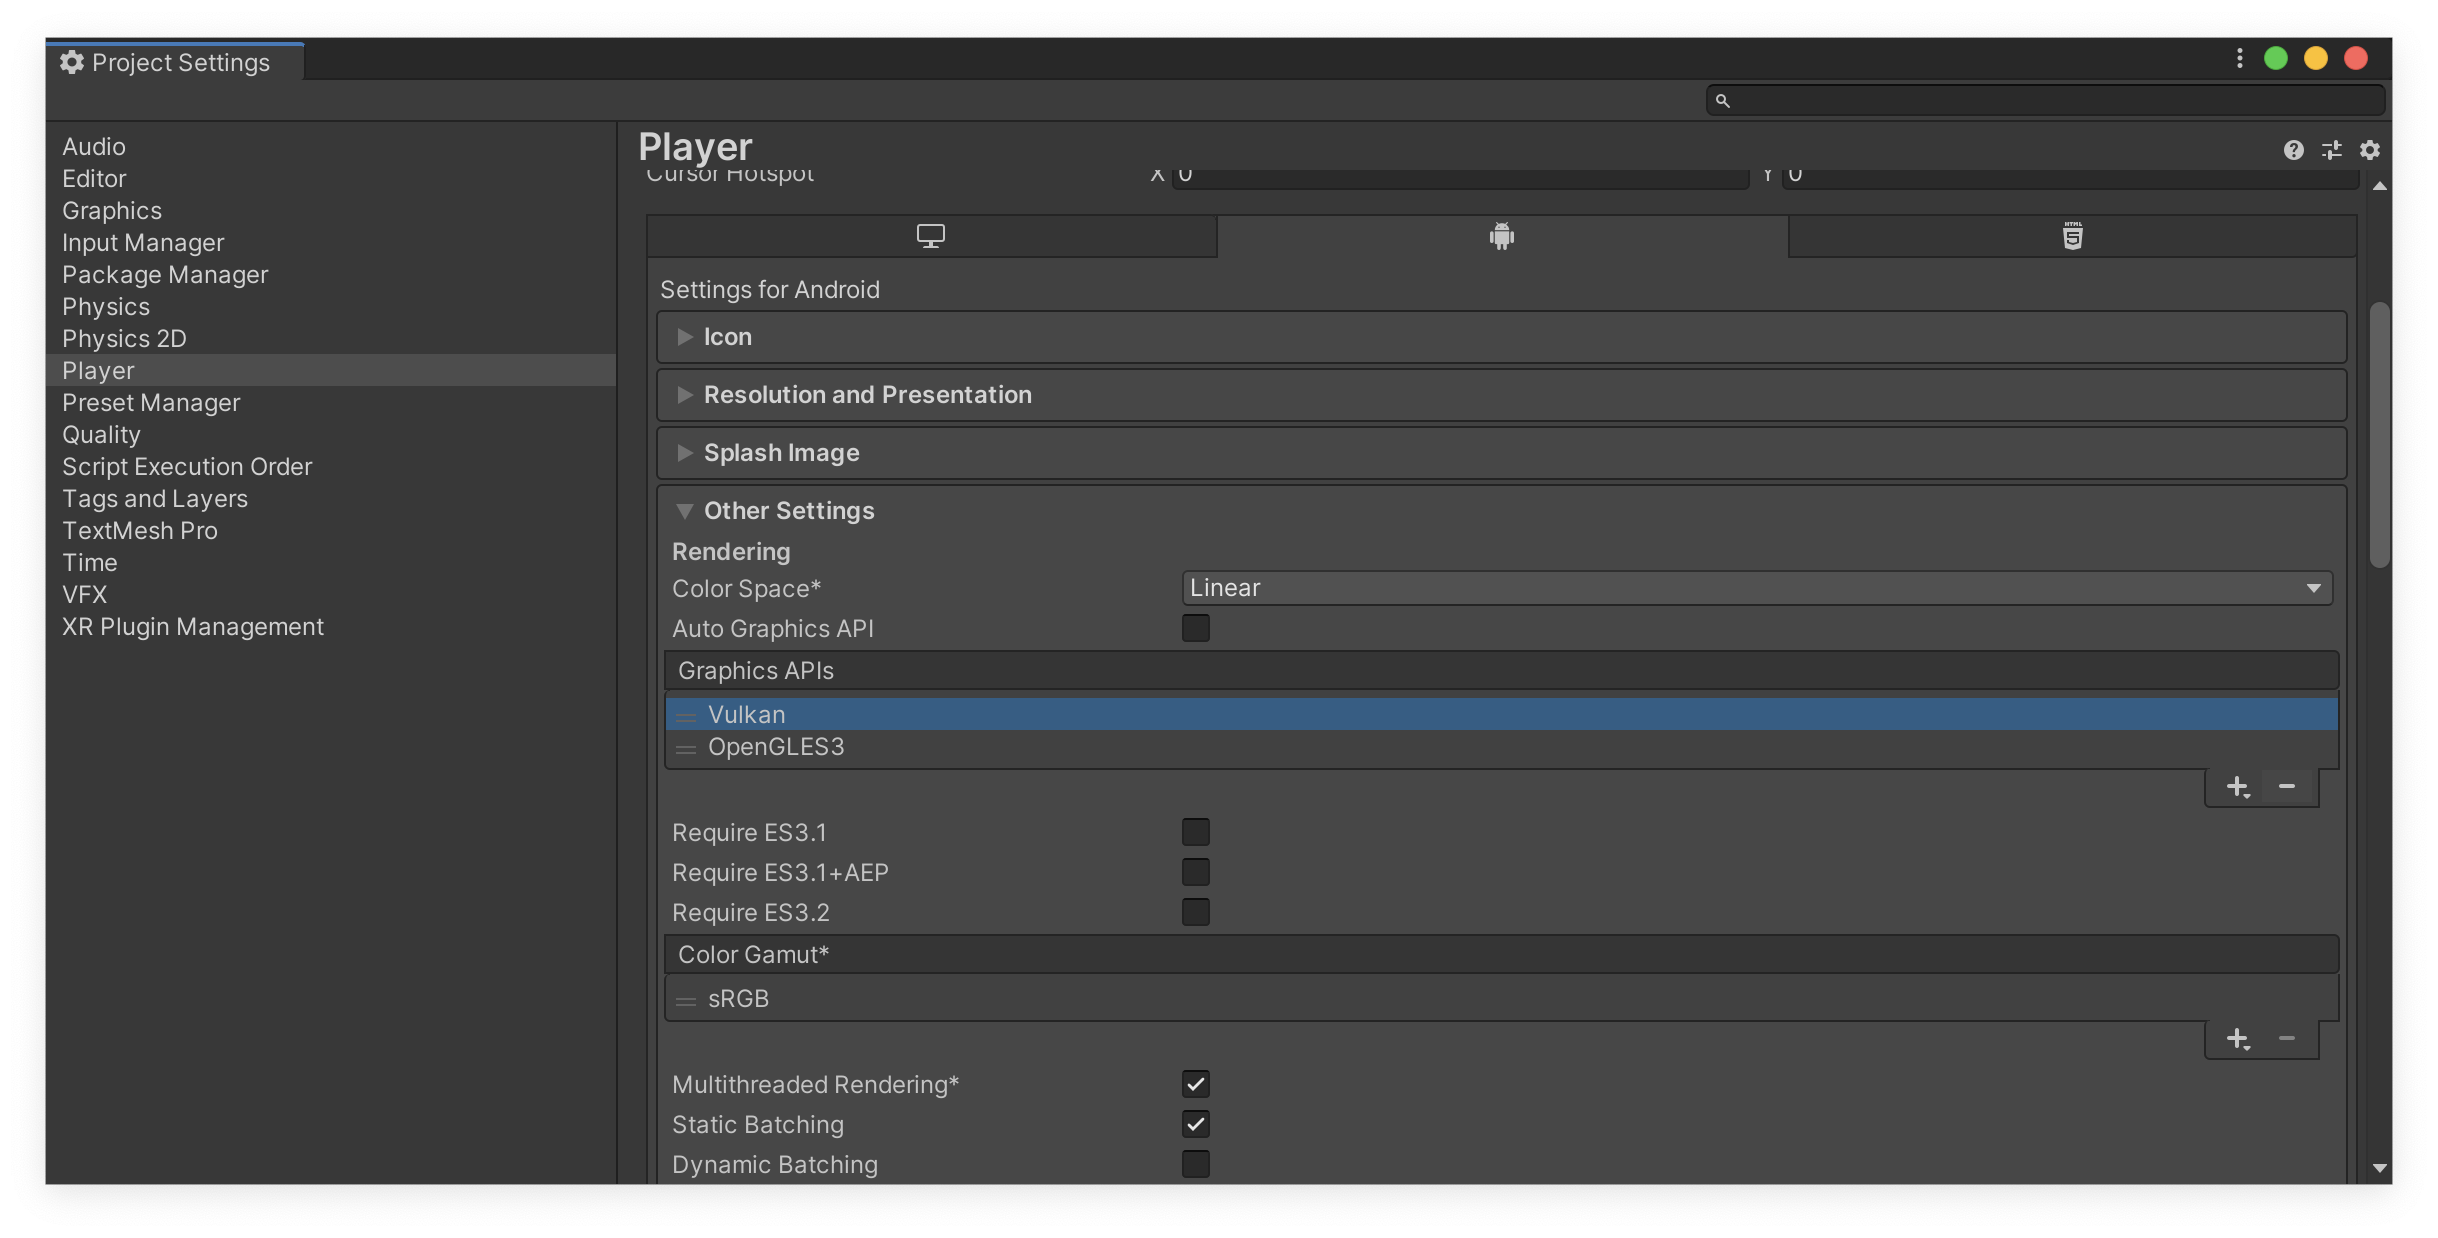 Project Settings
Audio
Editor
Graphics
Input Manager
Package Manager
Physics
Physics 2D
Player
Preset Manager
Quality
Script Execution Order
Tags and Layers
TextMesh Pro
Time
VFX
XR Plugin Management
Player
Cursor Hotspot X 0 Y 0
HTML 5
Settings for Android
Icon
Resolution and Presentation
Splash Image
Other Settings
Rendering
Color Space* Linear
Auto Graphics API
Graphics APIs
Vulkan
OpenGLES3
Require ES3.1
Require ES3.1+AEP
Require ES3.2
Color Gamut*
sRGB
Multithreaded Rendering*
Static Batching
Dynamic Batching